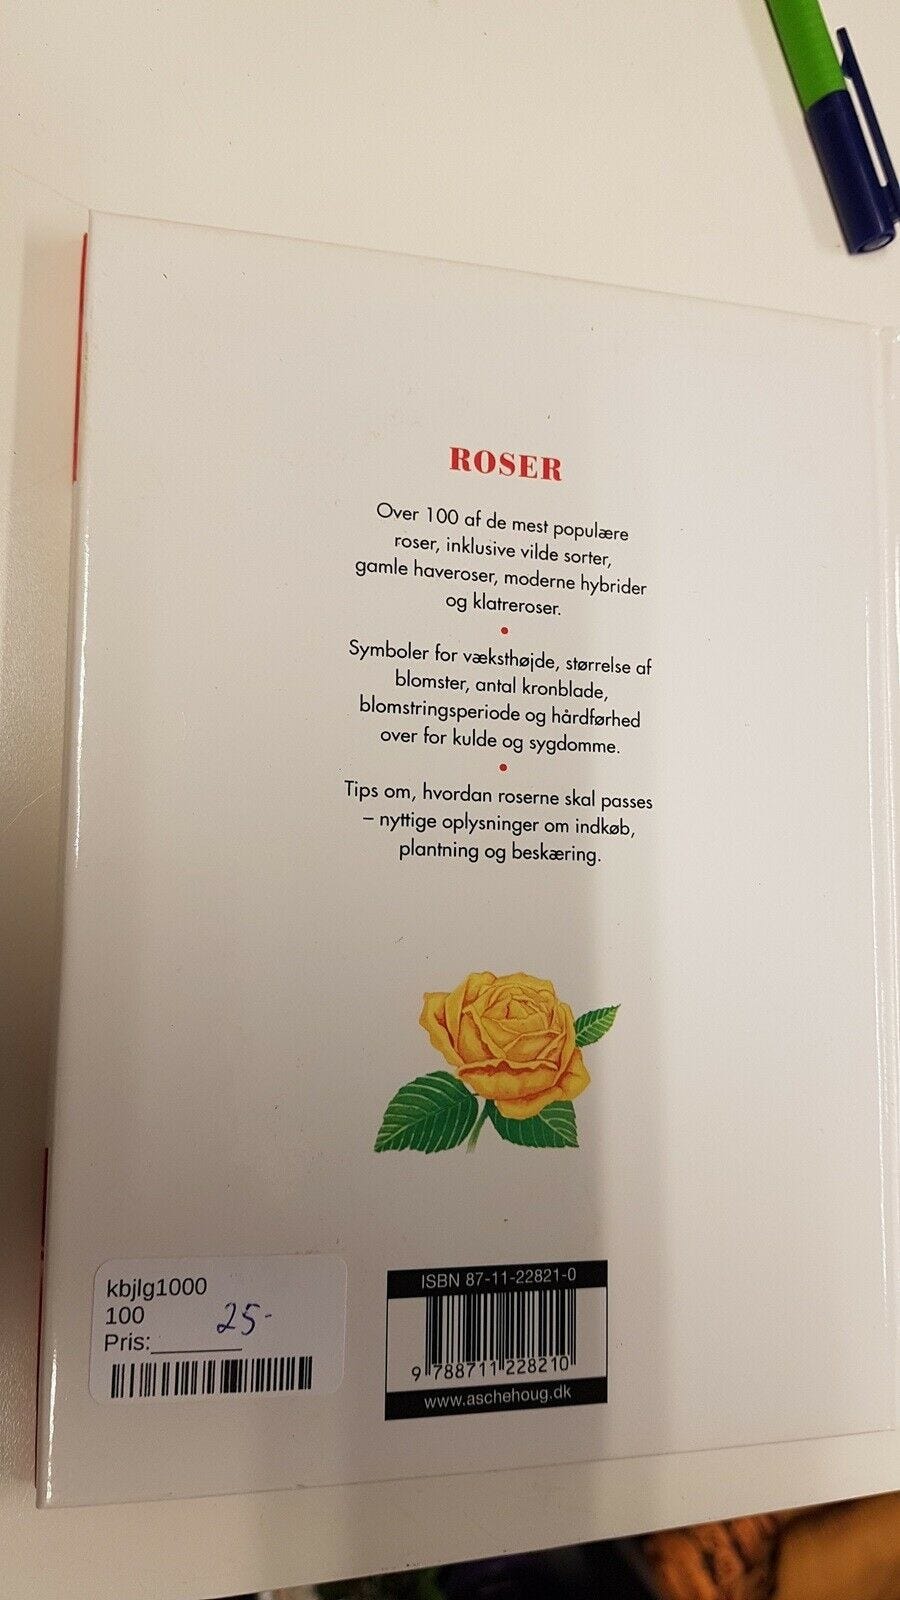 ROSER
Over 100 af de mest populære
roser, inklusive vilde sorter,
gamle haveroser, moderne hybrider
og klatreroser.
Symboler for væksthøjde, størrelse af
blomster, antal kronblade,
blomstringsperiode og hårdførhed
over for kulde og sygdomme.
Tips om, hvordan roserne skal passes
– nyttige oplysninger om indkøb,
plantning og beskæring.
kbjlg1000
100
Pris: 25-
ISBN 87-11-22821-0
9 788711 228210
www.aschehoug.dk